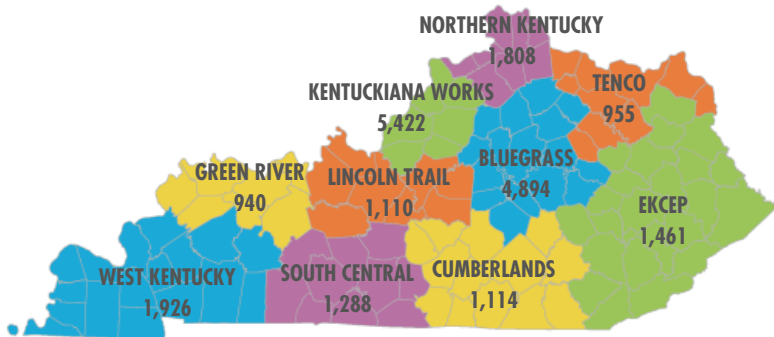 NORTHERN KENTUCKY
1,808
TENCO
955
KENTUCKIANA WORKS
5,422
BLUEGRASS
4,894
GREEN RIVER
940
LINCOLN TRAIL
1,110
EKCEP
1,461
WEST KENTUCKY
1,926
SOUTH CENTRAL
1,288
CUMBERLANDS
1,114